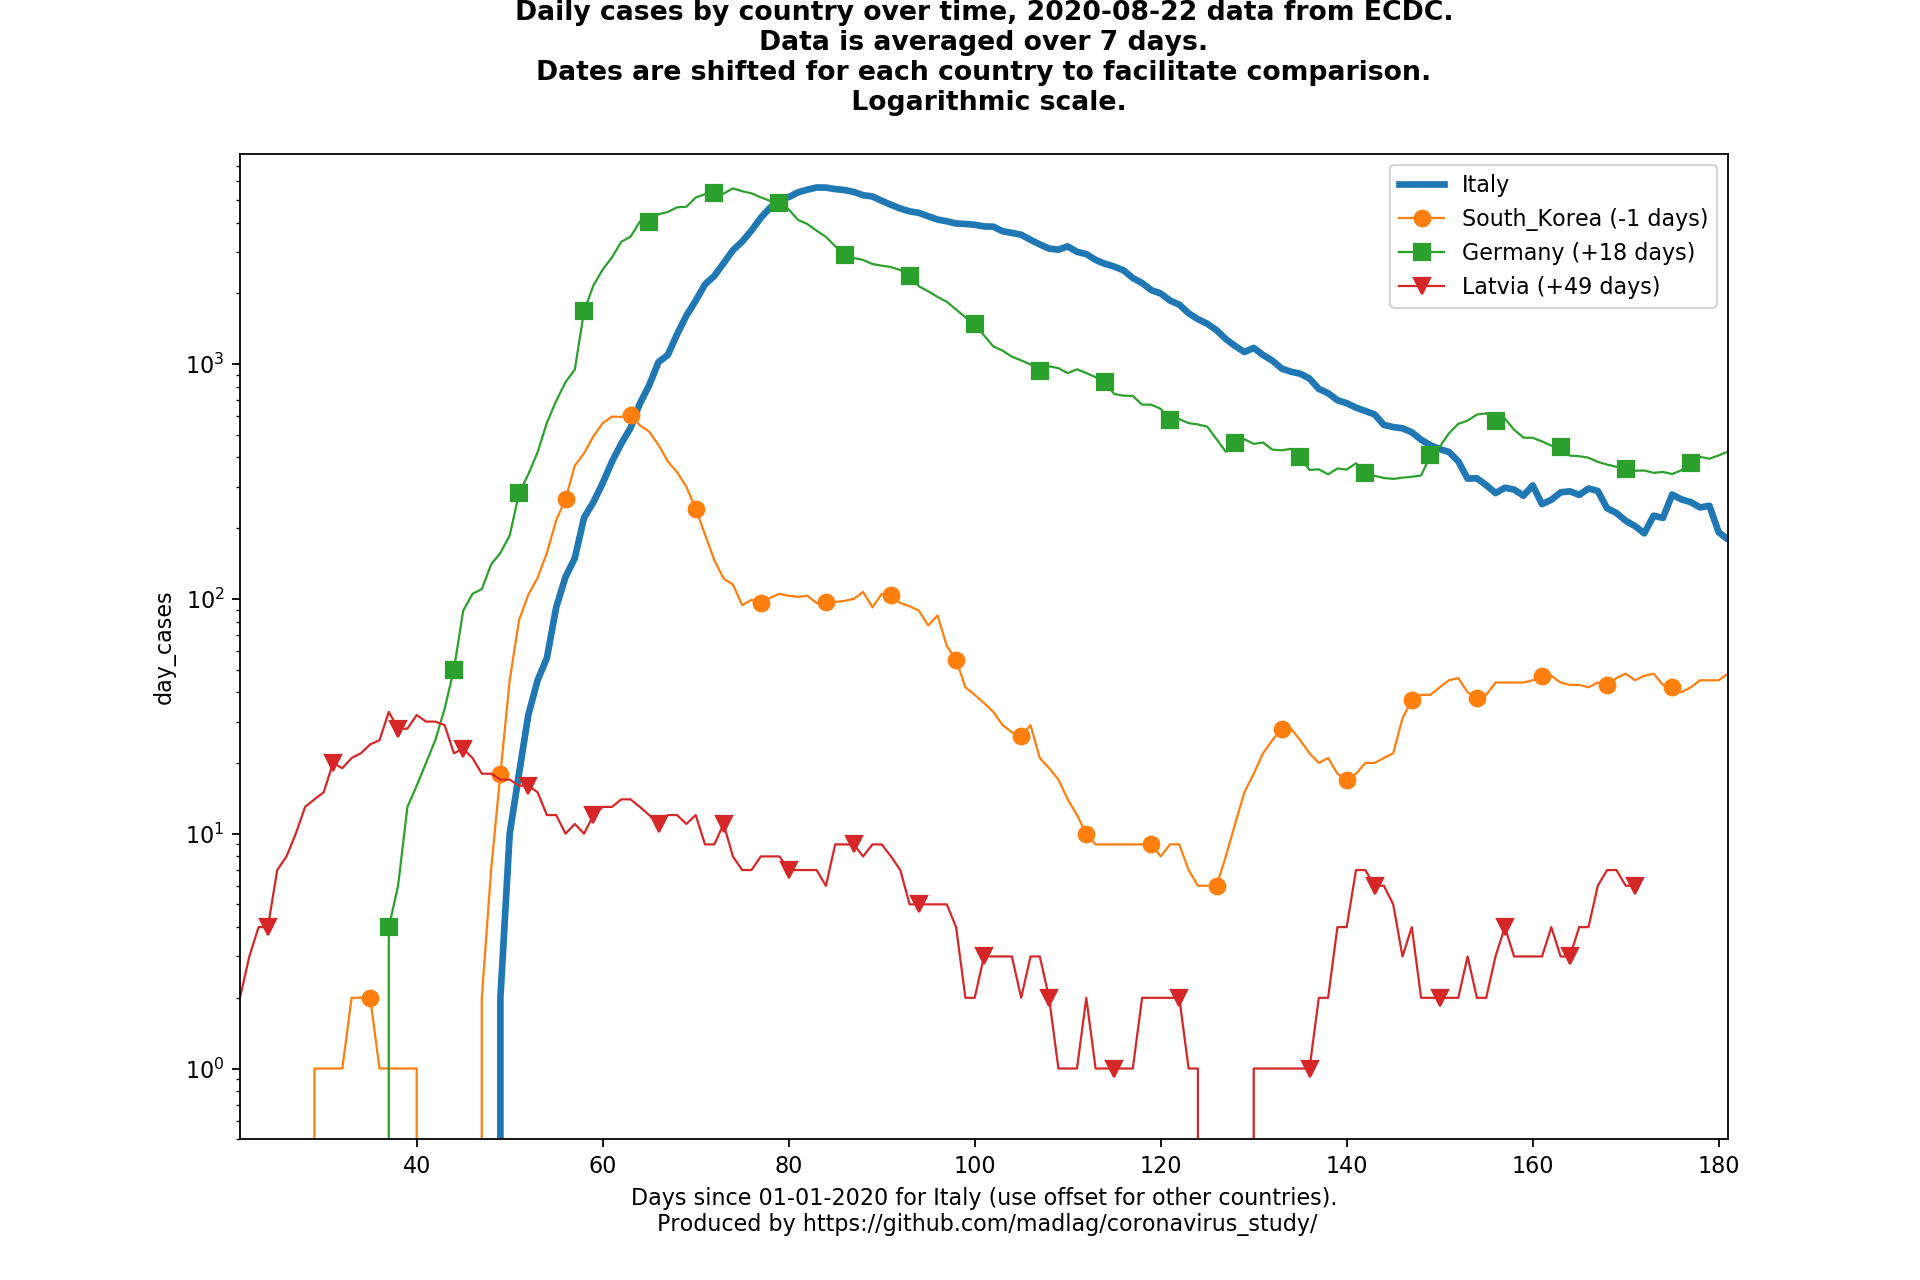 Daily cases by country over time, 2020-08-22 data from ECDC.
Data is averaged over 7 days.
Dates are shifted for each country to facilitate comparison.
Logarithmic scale.
Italy
South_Korea (-1 days)
Germany (+18 days)
Latvia (+49 days)
day_cases
10³
10²
10¹
10⁰
40 60 80 100 120 140 160 180
Days since 01-01-2020 for Italy (use offset for other countries).
Produced by https://github.com/madlag/coronavirus_study/